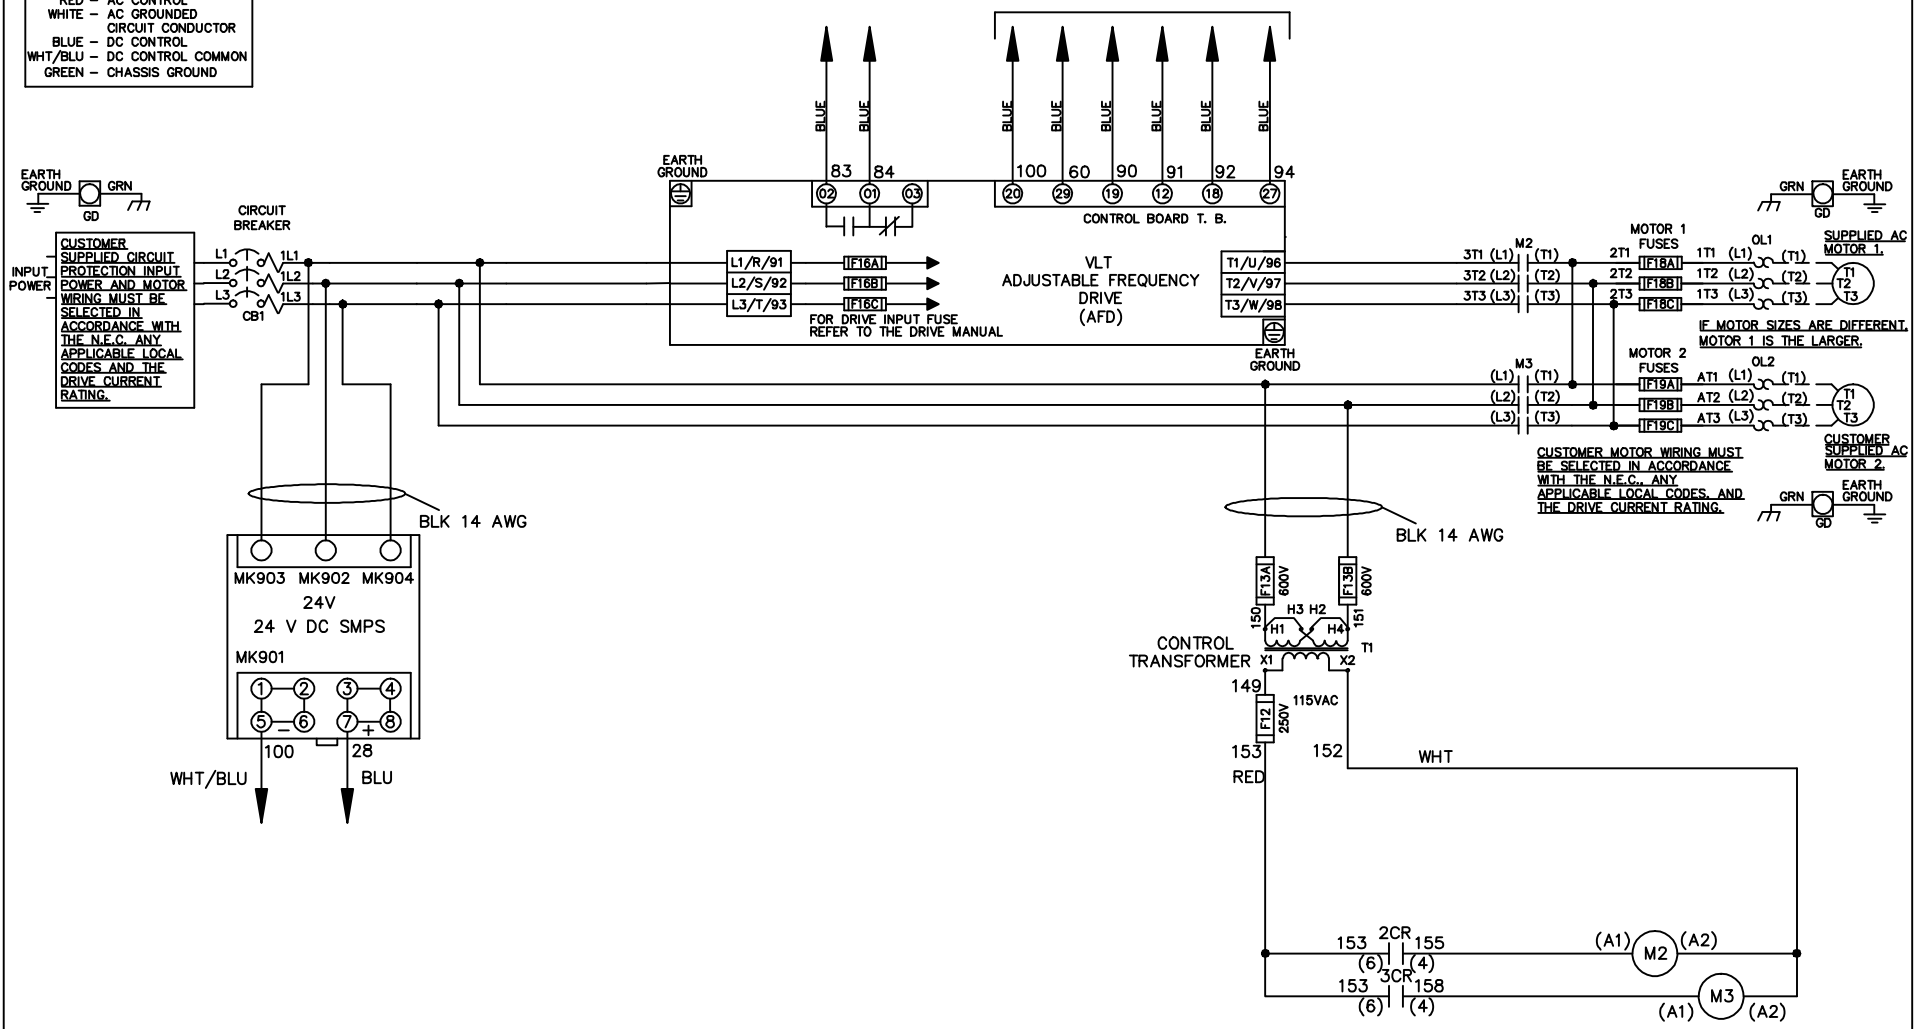 RED – AC CONTROL
WHITE – AC GROUNDED
CIRCUIT CONDUCTOR
BLUE – DC CONTROL
WHT/BLU – DC CONTROL COMMON
GREEN – CHASSIS GROUND
BLUE
BLUE
BLUE
BLUE
BLUE
BLUE
BLUE
BLUE
EARTH
GROUND
GRN
GD
CIRCUIT
BREAKER
INPUT
POWER
CUSTOMER
SUPPLIED CIRCUIT
PROTECTION INPUT
POWER AND MOTOR
WIRING MUST BE
SELECTED IN
ACCORDANCE WITH
THE N.E.C. ANY
APPLICABLE LOCAL
CODES AND THE
DRIVE CURRENT
RATING.
L1 1L1
L2 1L2
L3 1L3
CB1
EARTH
GROUND
83 84
02 01 03
100 60 90 91 92 94
20 29 19 12 18 27
CONTROL BOARD T. B.
L1/R/91 F16A
L2/S/92 F16B
L3/T/93 F16C
FOR DRIVE INPUT FUSE
REFER TO THE DRIVE MANUAL
VLT
ADJUSTABLE FREQUENCY
DRIVE
(AFD)
T1/U/96
T2/V/97
T3/W/98
EARTH
GROUND
GRN
EARTH
GROUND
GD
M2
MOTOR 1
FUSES
OL1
SUPPLIED AC
MOTOR 1.
3T1 (L1) (T1) 2T1 F18A 1T1 (L1) (T1)
3T2 (L2) (T2) 2T2 F18B 1T2 (L2) (T2)
3T3 (L3) (T3) 2T3 F18C 1T3 (L3) (T3)
T1
T2
T3
IF MOTOR SIZES ARE DIFFERENT,
MOTOR 1 IS THE LARGER.
M3
MOTOR 2
FUSES
OL2
(L1) (T1) F19A AT1 (L1) (T1)
(L2) (T2) F19B AT2 (L2) (T2)
(L3) (T3) F19C AT3 (L3) (T3)
T1
T2
T3
CUSTOMER
SUPPLIED AC
MOTOR 2.
CUSTOMER MOTOR WIRING MUST
BE SELECTED IN ACCORDANCE
WITH THE N.E.C., ANY
APPLICABLE LOCAL CODES, AND
THE DRIVE CURRENT RATING.
GRN
EARTH
GROUND
GD
BLK 14 AWG
MK903 MK902 MK904
24V
24 V DC SMPS
MK901
1 2 3 4
5 – 6 7 + 8
100 28
WHT/BLU BLU
BLK 14 AWG
F13A 600V F13B 600V
150 H3 H2 151
H1 H4
CONTROL
TRANSFORMER
T1
X1 X2
149
115VAC
F12 250V
153 152
RED
WHT
2CR
153 155
(6) (4)
(A1) M2 (A2)
3CR
153 158
(6) (4)
(A1) M3 (A2)